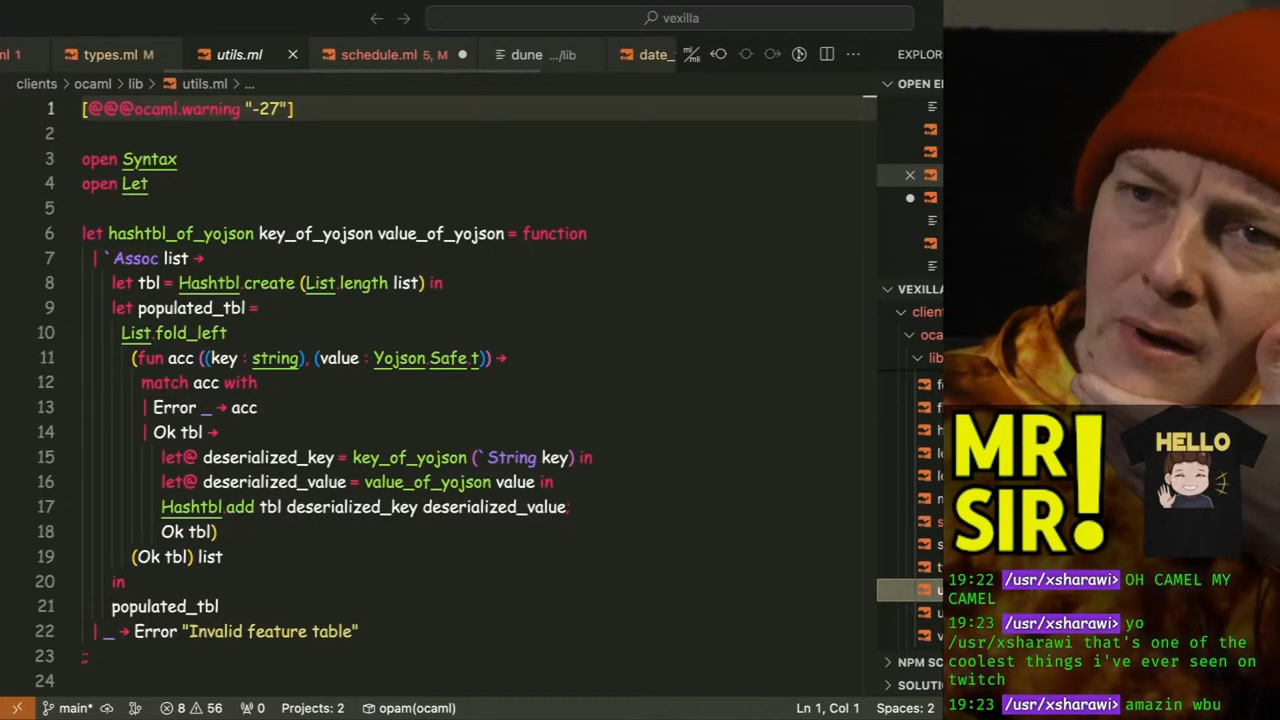 vexilla
ml 1
types.ml M
utils.ml
schedule.ml 5, M
dune .../lib
date_
EXPLOR
clients > ocaml > lib > utils.ml > ...
OPEN E
1 [@@@ocaml.warning "-27"]
2
3 open Syntax
4 open Let
5
6 let hashtbl_of_yojson key_of_yojson value_of_yojson = function
7 | `Assoc list →
8 let tbl = Hashtbl.create (List.length list) in
9 let populated_tbl =
10 List.fold_left
11 (fun acc ((key : string), (value : Yojson.Safe.t)) →
12 match acc with
13 | Error _ → acc
14 | Ok tbl →
15 let@ deserialized_key = key_of_yojson (`String key) in
16 let@ deserialized_value = value_of_yojson value in
17 Hashtbl.add tbl deserialized_key deserialized_value;
18 Ok tbl)
19 (Ok tbl) list
20 in
21 populated_tbl
22 | _ → Error "Invalid feature table"
23 ;;
24
VEXILLA
clien
oca
lib
NPM SC
SOLUTIO
main*
8 56
0
Projects: 2
opam(ocaml)
Ln 1, Col 1
Spaces: 2
MR
SIR!
HELLO
19:22 /usr/xsharawi> OH CAMEL MY
CAMEL
19:23 /usr/xsharawi> yo
/usr/xsharawi that's one of the
coolest things i've ever seen on
twitch
19:23 /usr/xsharawi> amazin wbu